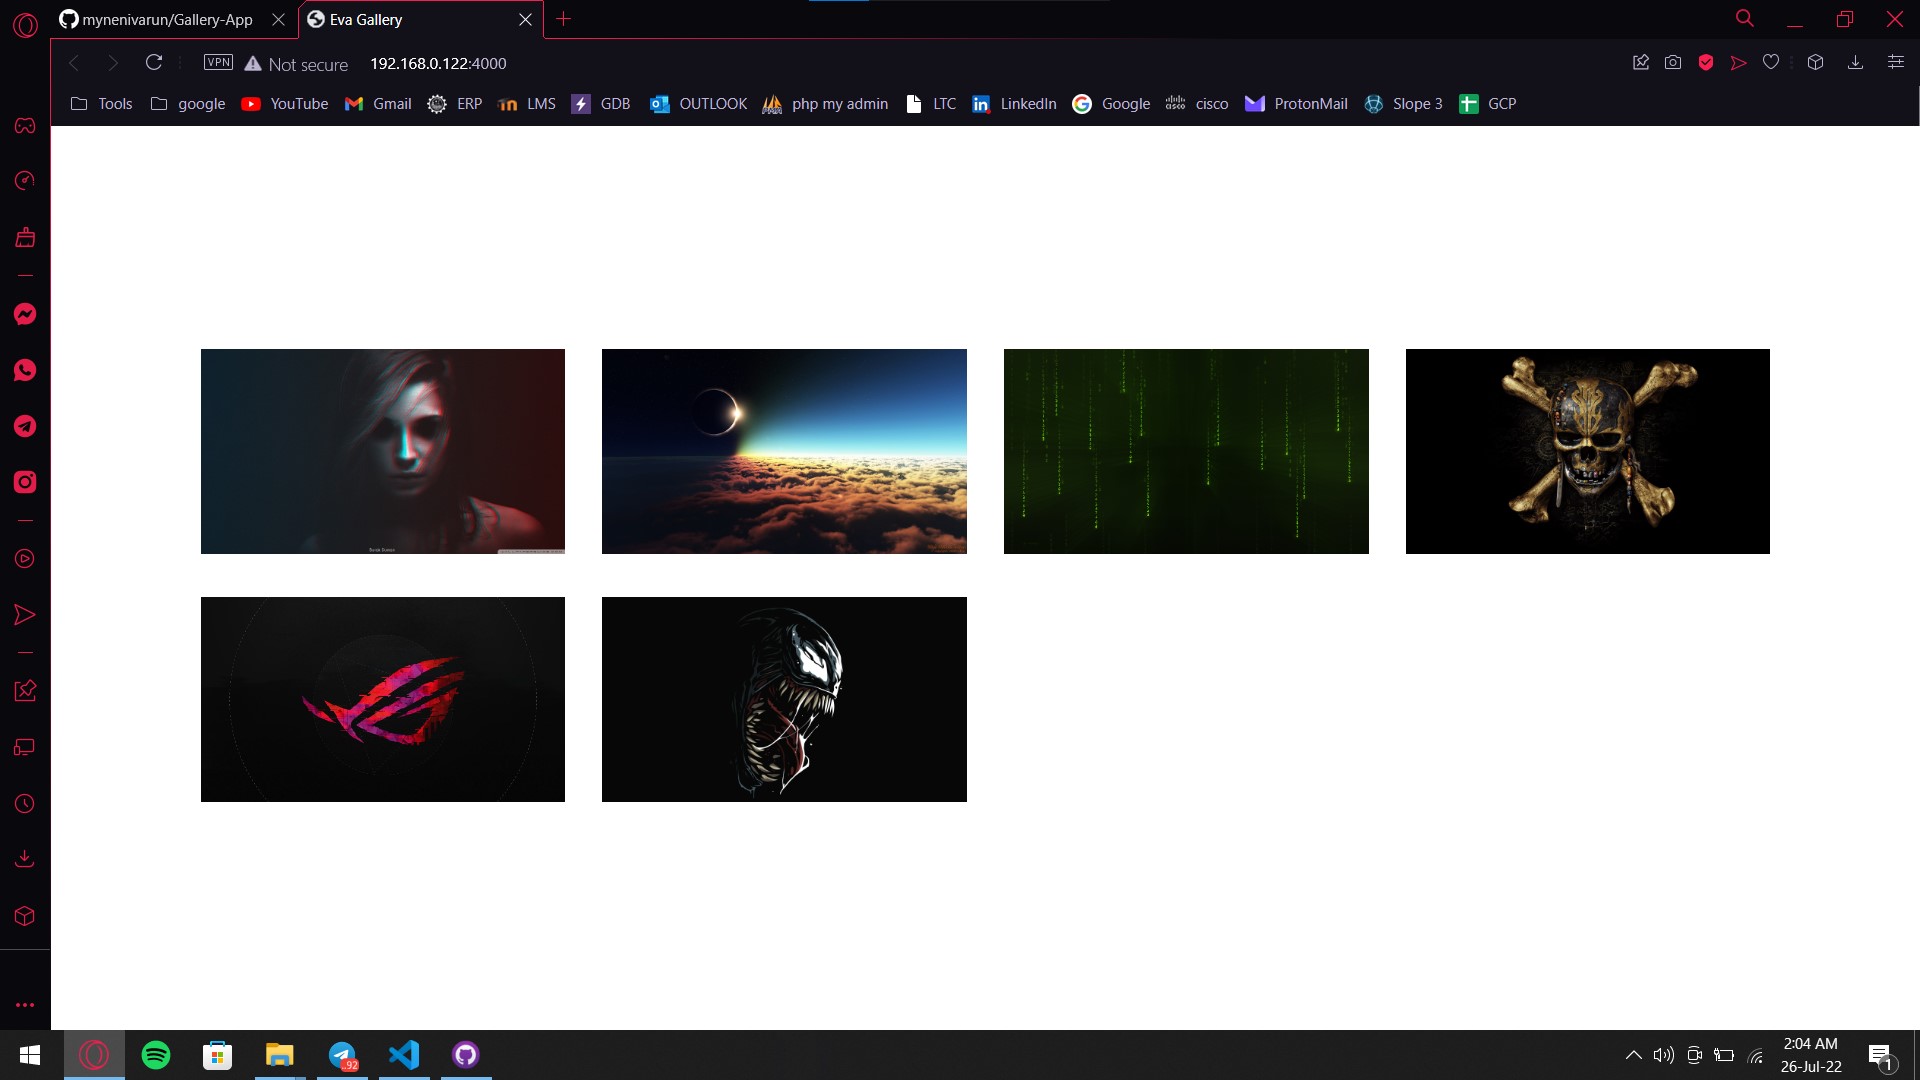 mynenivarun/Gallery-App
Eva Gallery
VPN Not secure 192.168.0.122:4000
Tools google YouTube Gmail ERP LMS GDB OUTLOOK php my admin LTC LinkedIn Google cisco ProtonMail Slope 3 GCP
92
2:04 AM
26-Jul-22
1